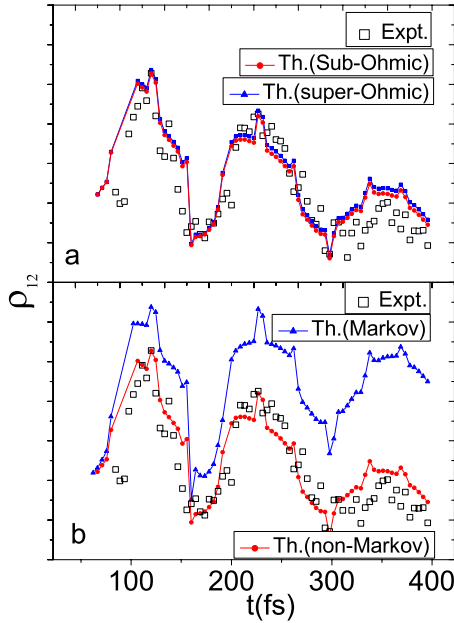 Expt.
Th.(Sub-Ohmic)
Th.(super-Ohmic)
a
ρ12
Expt.
Th.(Markov)
b
Th.(non-Markov)
100 200 300 400
t(fs)